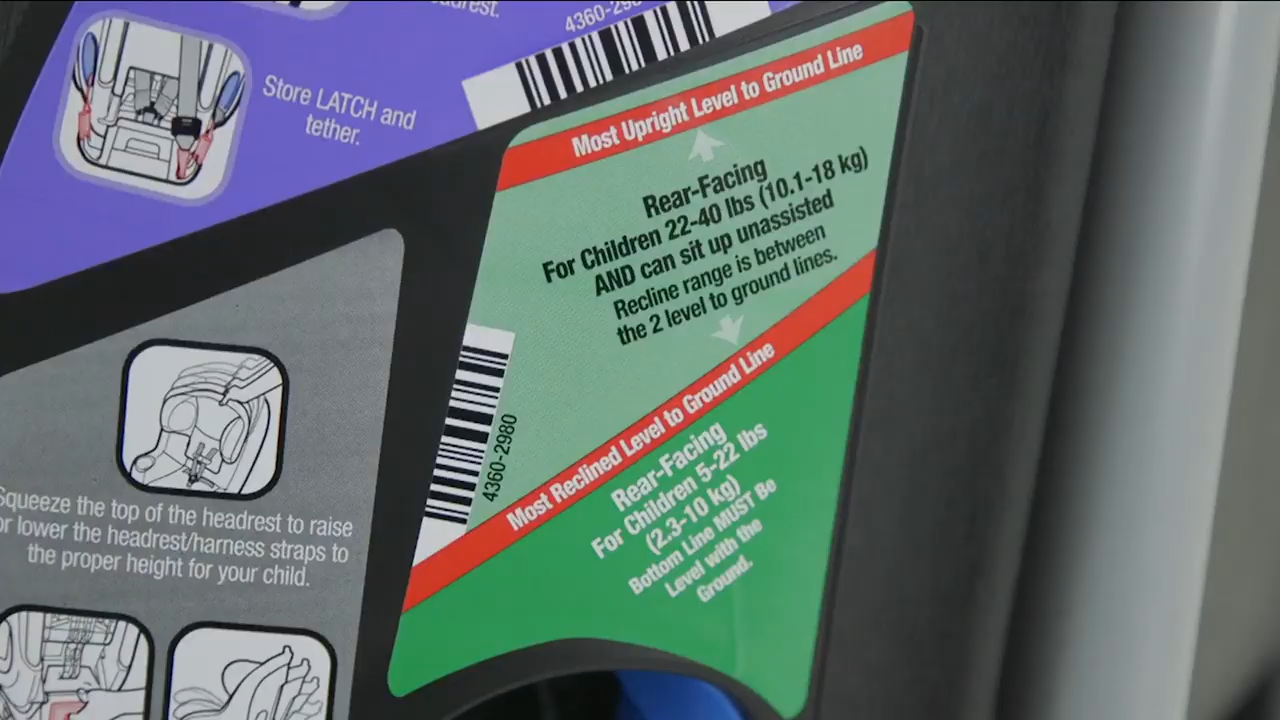 Store LATCH and
tether.
Most Upright Level to Ground Line
Rear-Facing
For Children 22-40 lbs (10.1-18 kg)
AND can sit up unassisted
Recline range is between
the 2 level to ground lines.
4360-2980
Most Reclined Level to Ground Line
Rear-Facing
For Children 5-22 lbs
(2.3-10 kg)
Bottom Line MUST Be
Level with the
Ground.
Squeeze the top of the headrest to raise
or lower the headrest/harness straps to
the proper height for your child.